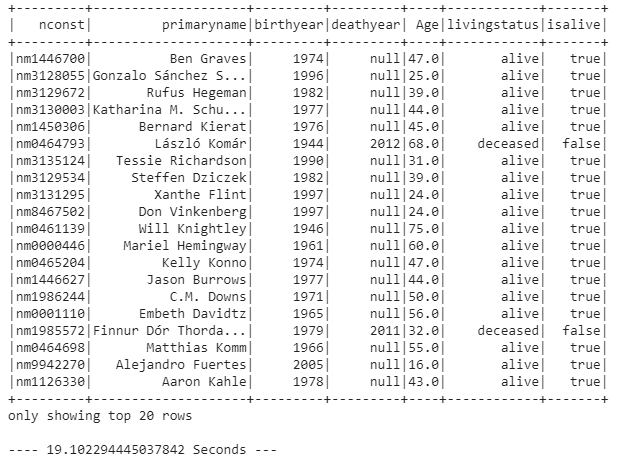 +---------+--------------------+---------+---------+----+------------+-------+
|   nconst|         primaryname|birthyear|deathyear| Age|livingstatus|isalive|
+---------+--------------------+---------+---------+----+------------+-------+
|nm1446700|          Ben Graves|     1974|     null|47.0|       alive|   true|
|nm3128055|Gonzalo Sánchez S...|     1996|     null|25.0|       alive|   true|
|nm3129672|       Rufus Hegeman|     1982|     null|39.0|       alive|   true|
|nm3130003|Katharina M. Schu...|     1977|     null|44.0|       alive|   true|
|nm1450306|      Bernard Kierat|     1976|     null|45.0|       alive|   true|
|nm0464793|        László Komár|     1944|     2012|68.0|    deceased|  false|
|nm3135124|   Tessie Richardson|     1990|     null|31.0|       alive|   true|
|nm3129534|     Steffen Dziczek|     1982|     null|39.0|       alive|   true|
|nm3131295|        Xanthe Flint|     1997|     null|24.0|       alive|   true|
|nm8467502|      Don Vinkenberg|     1997|     null|24.0|       alive|   true|
|nm0461139|      Will Knightley|     1946|     null|75.0|       alive|   true|
|nm0000446|    Mariel Hemingway|     1961|     null|60.0|       alive|   true|
|nm0465204|         Kelly Konno|     1974|     null|47.0|       alive|   true|
|nm1446627|       Jason Burrows|     1977|     null|44.0|       alive|   true|
|nm1986244|          C.M. Downs|     1971|     null|50.0|       alive|   true|
|nm0001110|      Embeth Davidtz|     1965|     null|56.0|       alive|   true|
|nm1985572|Finnur Dór Thorda...|     1979|     2011|32.0|    deceased|  false|
|nm0464698|       Matthias Komm|     1966|     null|55.0|       alive|   true|
|nm9942270|   Alejandro Fuertes|     2005|     null|16.0|       alive|   true|
|nm1126330|         Aaron Kahle|     1978|     null|43.0|       alive|   true|
+---------+--------------------+---------+---------+----+------------+-------+
only showing top 20 rows
---- 19.102294445037842 Seconds ---